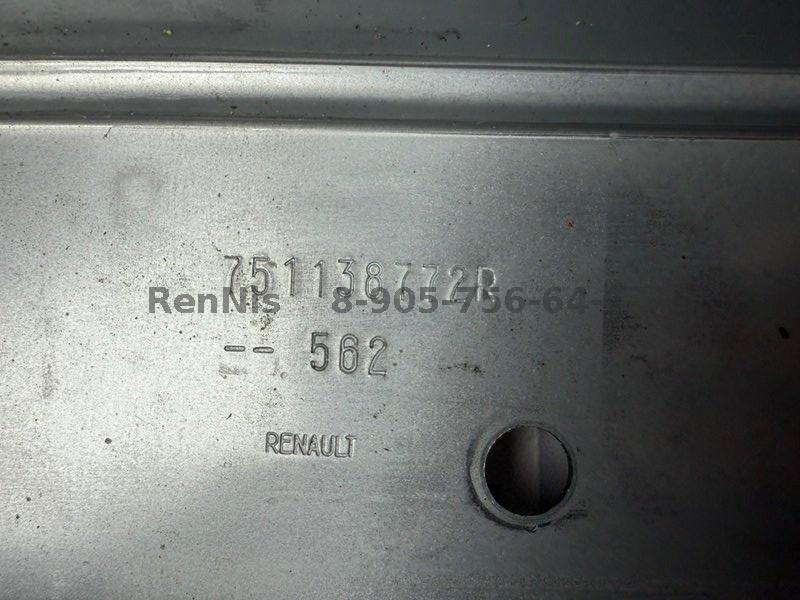 751138772R
RenNis 8-905-756-64-
-- 562
RENAULT